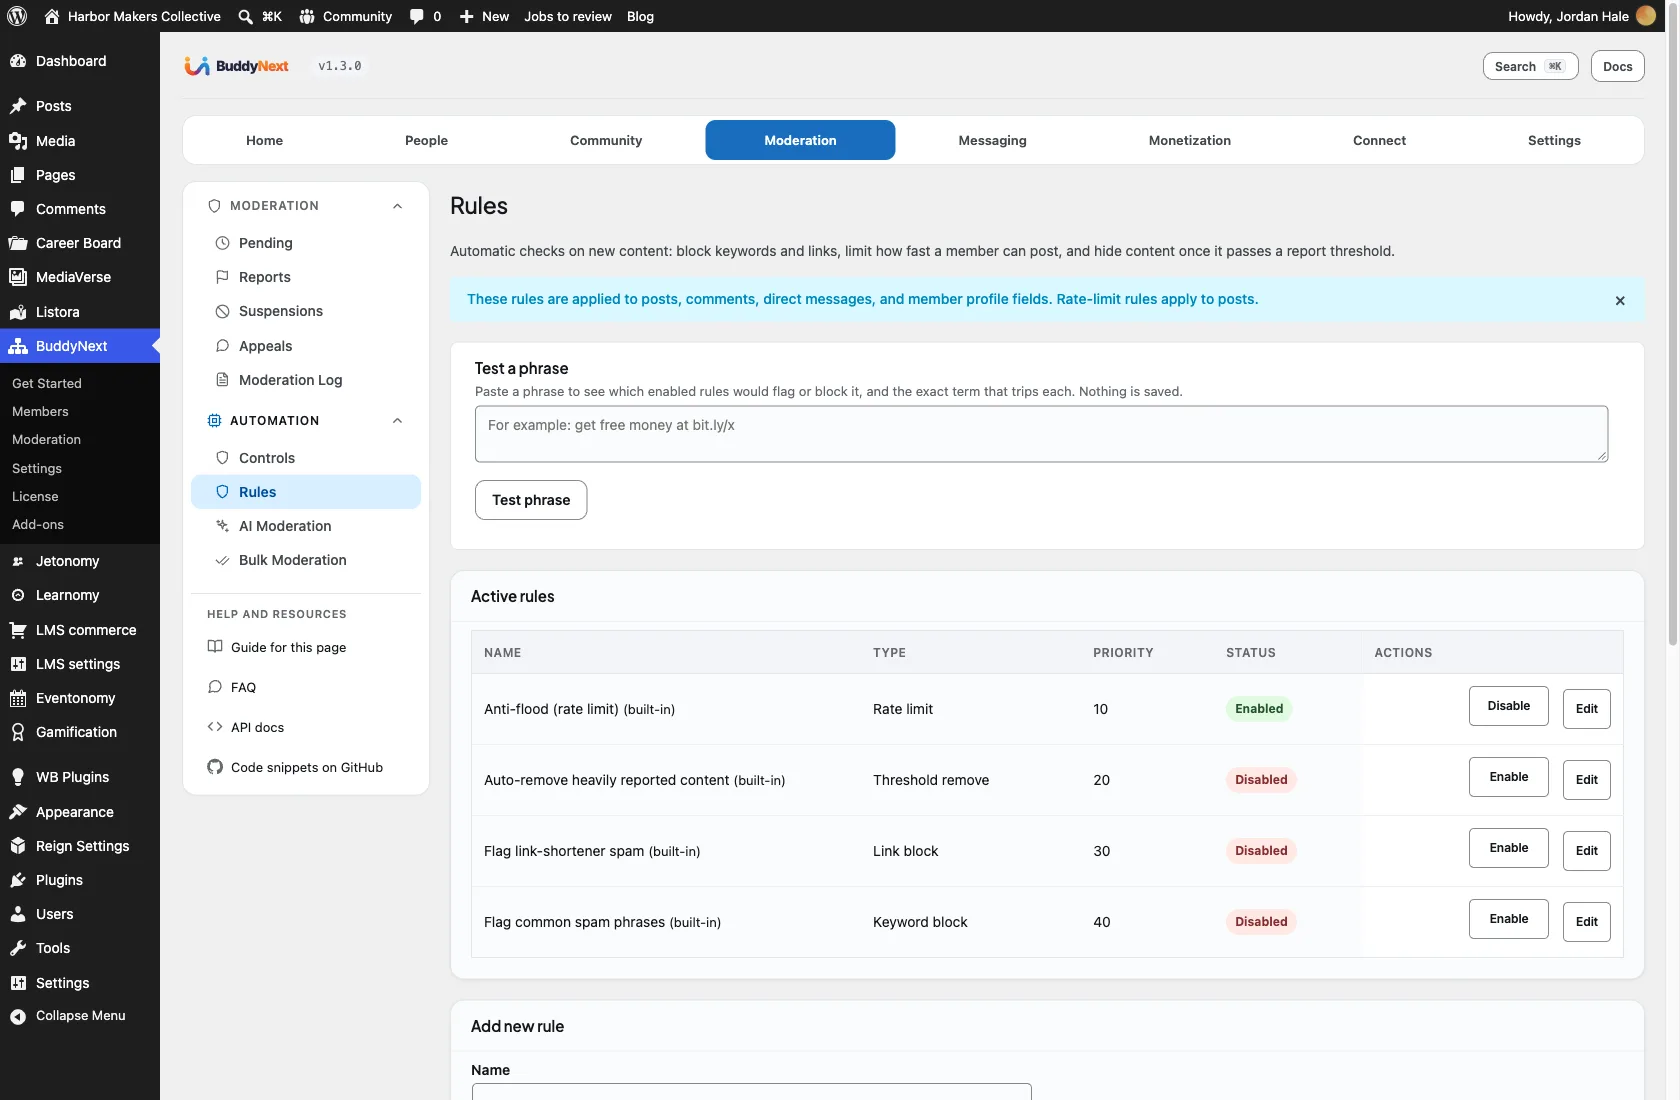 Harbor Makers Collective ⌘K Community 0 New Jobs to review Blog Howdy, Jordan Hale
Dashboard
Posts
Media
Pages
Comments
Career Board
MediaVerse
Listora
BuddyNext
Get Started
Members
Moderation
Settings
License
Add-ons
Jetonomy
Learnomy
LMS commerce
LMS settings
Eventonomy
Gamification
WB Plugins
Appearance
Reign Settings
Plugins
Users
Tools
Settings
Collapse Menu
BuddyNext v1.3.0 Search ⌘K Docs
Home People Community Moderation Messaging Monetization Connect Settings
MODERATION
Pending
Reports
Suspensions
Appeals
Moderation Log
AUTOMATION
Controls
Rules
AI Moderation
Bulk Moderation
HELP AND RESOURCES
Guide for this page
FAQ
API docs
Code snippets on GitHub
Rules
Automatic checks on new content: block keywords and links, limit how fast a member can post, and hide content once it passes a report threshold.
These rules are applied to posts, comments, direct messages, and member profile fields. Rate-limit rules apply to posts.
Test a phrase
Paste a phrase to see which enabled rules would flag or block it, and the exact term that trips each. Nothing is saved.
For example: get free money at bit.ly/x
Test phrase
Active rules
NAME TYPE PRIORITY STATUS ACTIONS
Anti-flood (rate limit) (built-in) Rate limit 10 Enabled Disable Edit
Auto-remove heavily reported content (built-in) Threshold remove 20 Disabled Enable Edit
Flag link-shortener spam (built-in) Link block 30 Disabled Enable Edit
Flag common spam phrases (built-in) Keyword block 40 Disabled Enable Edit
Add new rule
Name